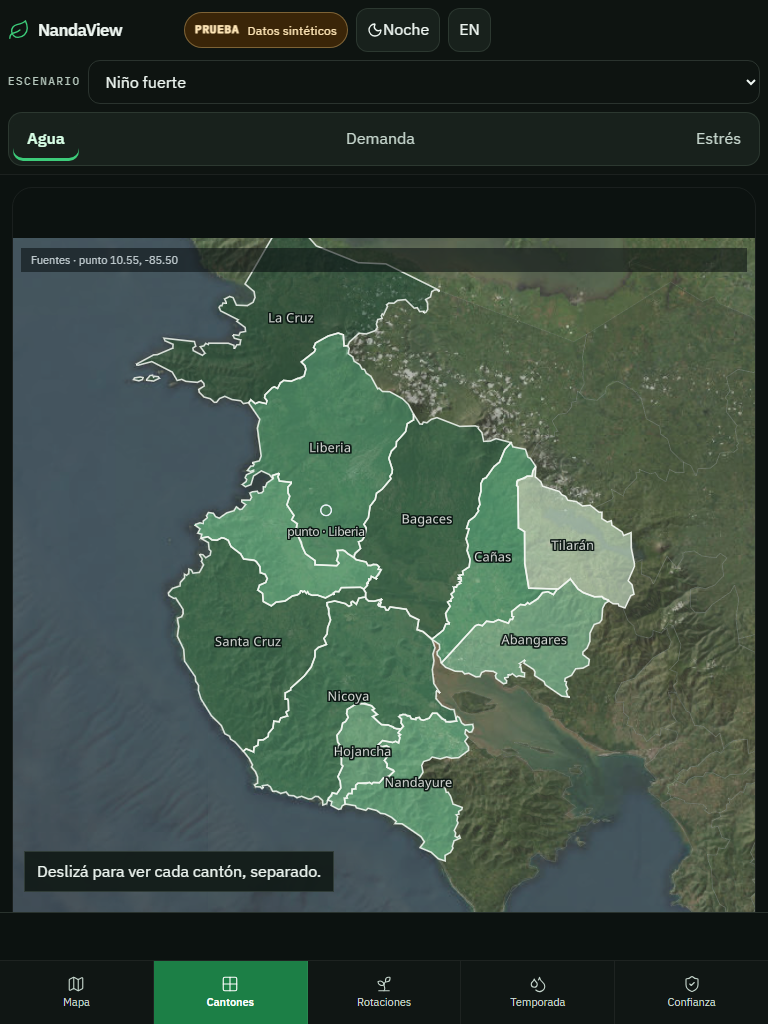 NandaView
PRUEBA Datos sintéticos
Noche
EN
ESCENARIO
Niño fuerte
Agua
Demanda
Estrés
Fuentes · punto 10.55, -85.50
La Cruz
Liberia
punto · Liberia
Bagaces
Cañas
Tilarán
Abangares
Santa Cruz
Nicoya
Hojancha
Nandayure
Deslizá para ver cada cantón, separado.
Mapa
Cantones
Rotaciones
Temporada
Confianza